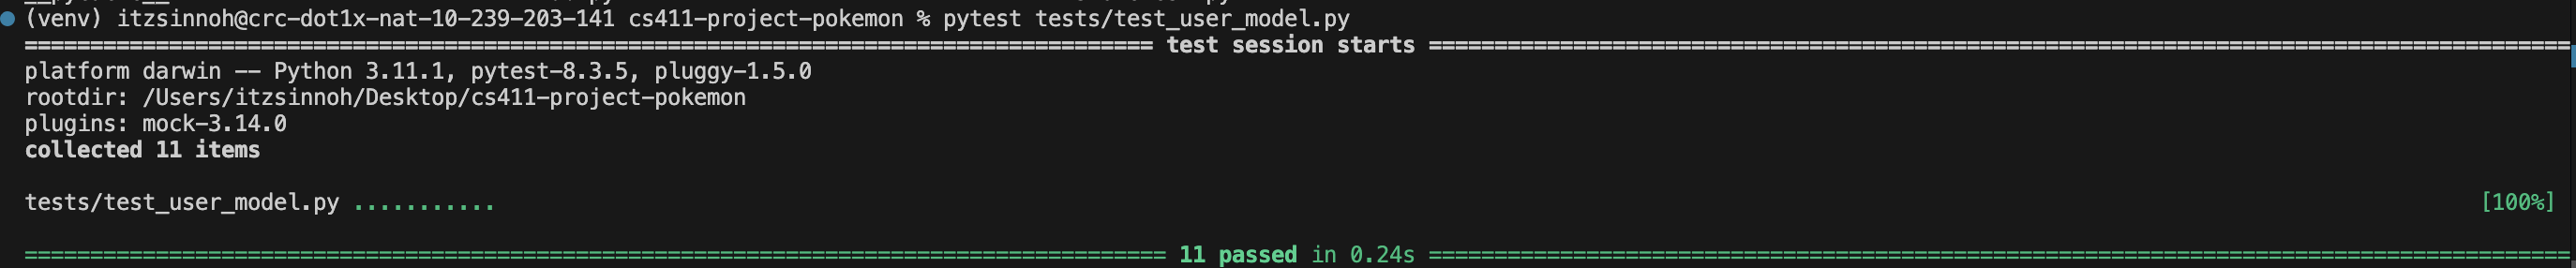 (venv) itzsinnoh@crc-dot1x-nat-10-239-203-141 cs411-project-pokemon % pytest tests/test_user_model.py
====================================================================================== test session starts =======================================================================================
platform darwin -- Python 3.11.1, pytest-8.3.5, pluggy-1.5.0
rootdir: /Users/itzsinnoh/Desktop/cs411-project-pokemon
plugins: mock-3.14.0
collected 11 items
tests/test_user_model.py ........... [100%]
======================================================================================= 11 passed in 0.24s =======================================================================================